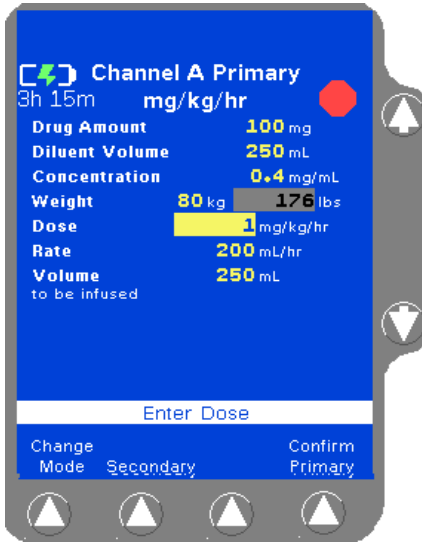 Channel A Primary
3h 15m mg/kg/hr
Drug Amount 100 mg
Diluent Volume 250 mL
Concentration 0.4 mg/mL
Weight 80 kg 176 lbs
Dose 1 mg/kg/hr
Rate 200 mL/hr
Volume 250 mL
to be infused
Enter Dose
Change Confirm
Mode Secondary Primary